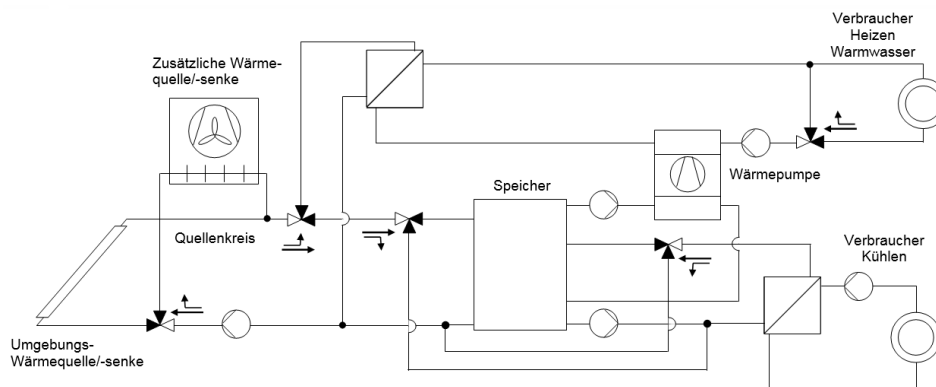 Verbraucher
Heizen
Warmwasser
Zusätzliche Wärme-
quelle/-senke
Wärmepumpe
Speicher
Quellenkreis
Verbraucher
Kühlen
Umgebungs-
Wärmequelle/-senke